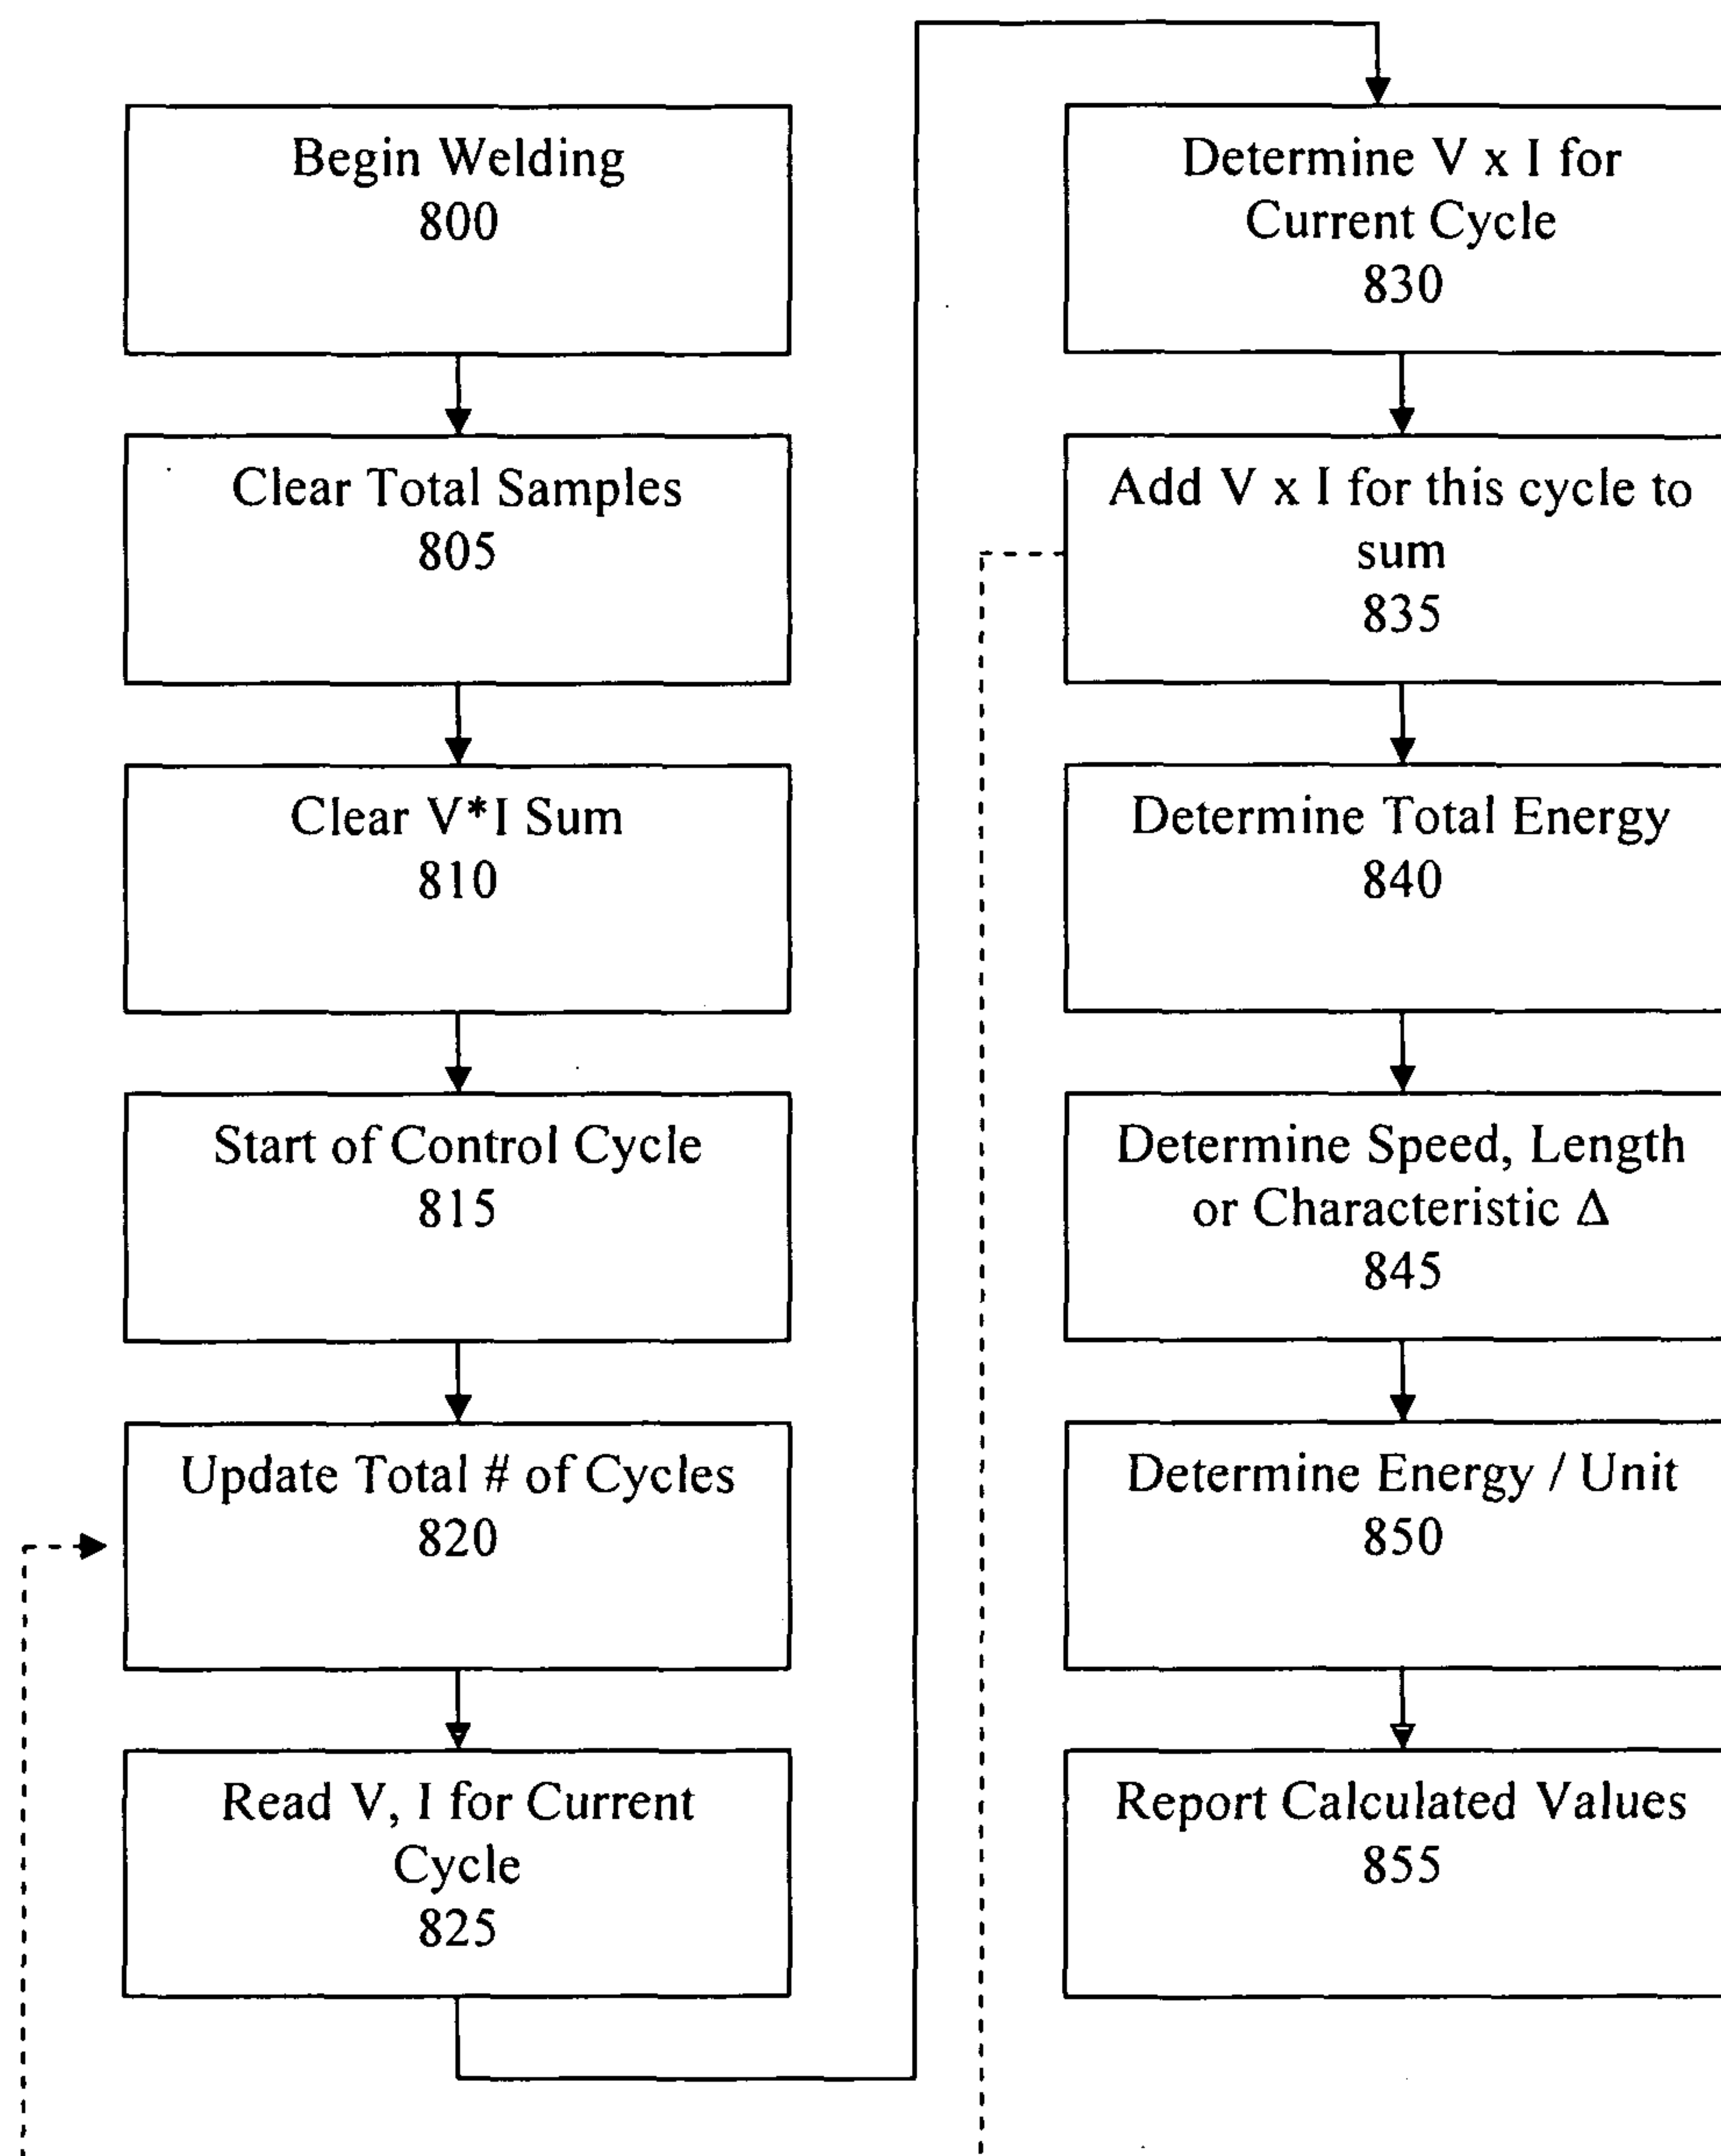 Begin Welding
800
Clear Total Samples
805
Clear V*I Sum
810
Start of Control Cycle
815
Update Total # of Cycles
820
Read V, I for Current
Cycle
825
Determine V x I for
Current Cycle
830
Add V x I for this cycle to
sum
835
Determine Total Energy
840
Determine Speed, Length
or Characteristic Δ
845
Determine Energy / Unit
850
Report Calculated Values
855